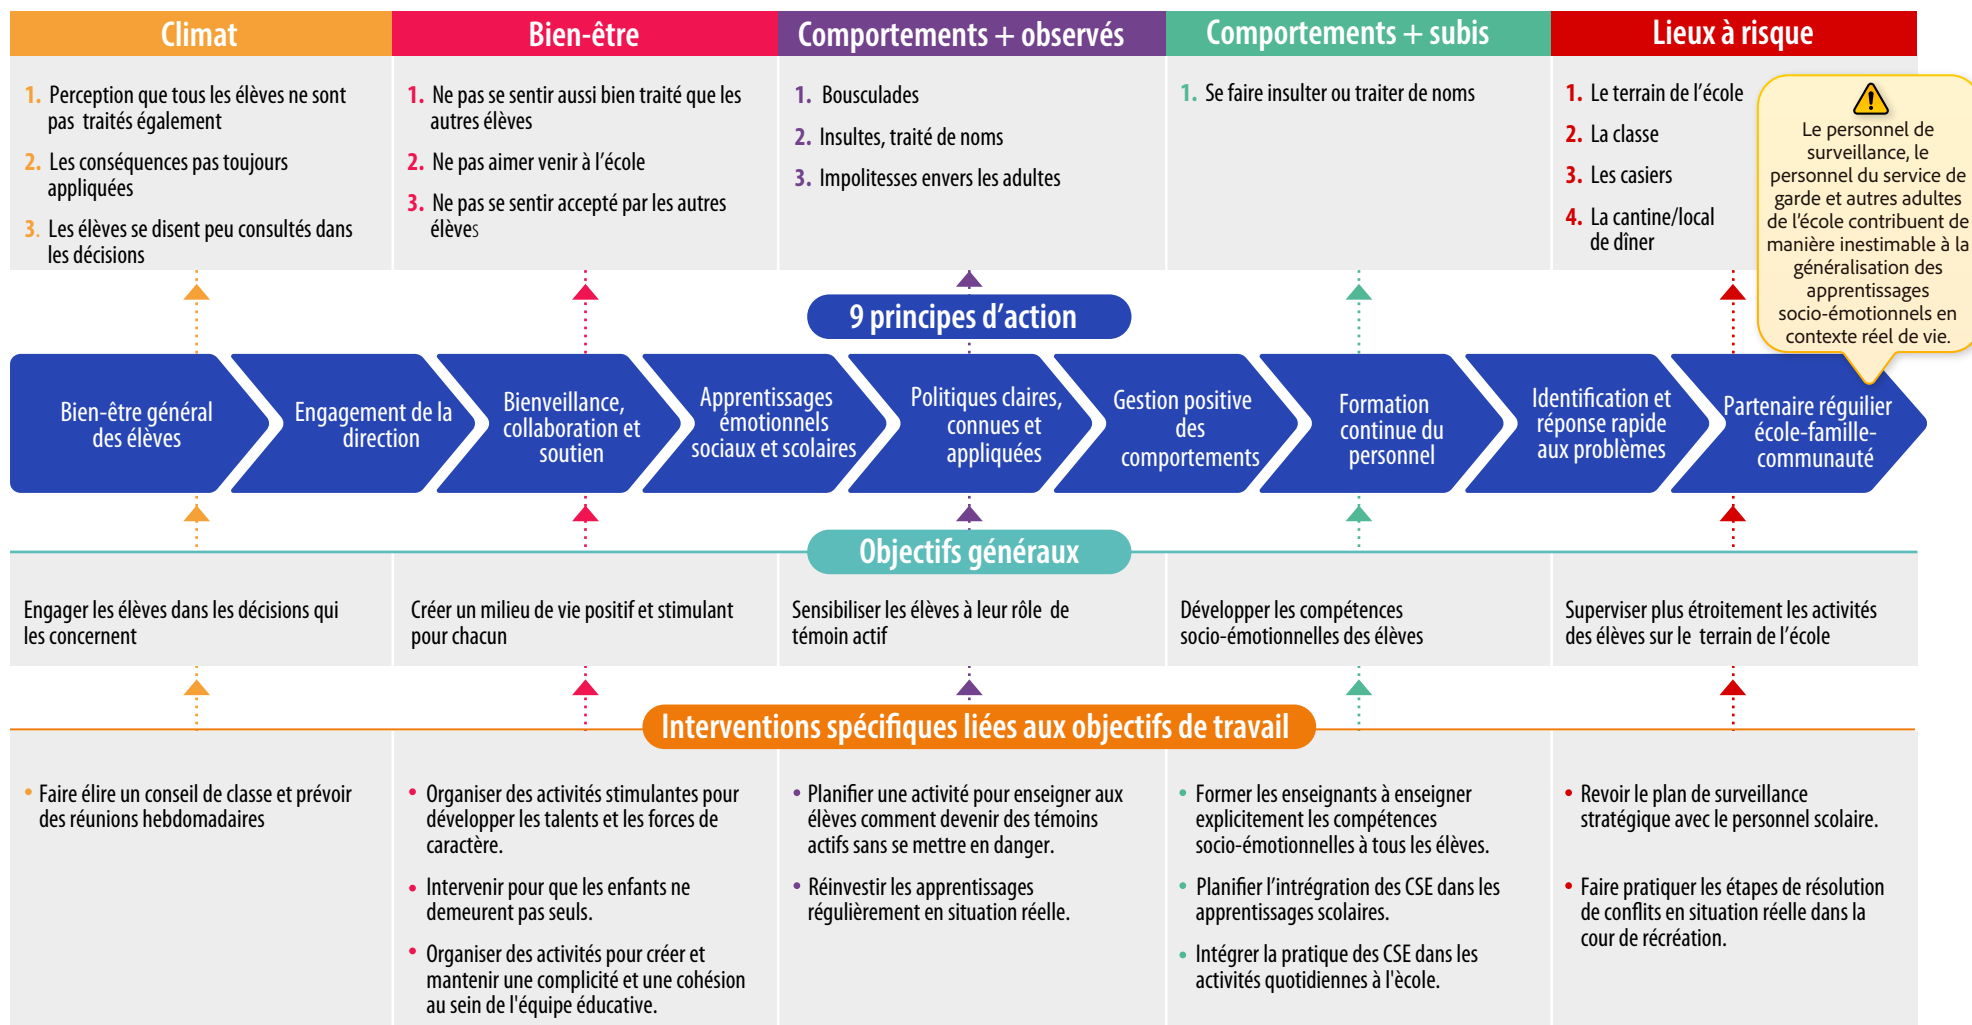 Climat
Bien-être
Comportements + observés
Comportements + subis
Lieux à risque
1. Perception que tous les élèves ne sont
pas traités également
2. Les conséquences pas toujours
appliquées
3. Les élèves se disent peu consultés dans
les décisions
1. Ne pas se sentir aussi bien traité que les
autres élèves
2. Ne pas aimer venir à l'école
3. Ne pas se sentir accepté par les autres
élèves
1. Bousculades
2. Insultes, traité de noms
3. Impolitesses envers les adultes
1. Se faire insulter ou traiter de noms
1. Le terrain de l'école
2. La classe
3. Les casiers
4. La cantine/local
de dîner
Le personnel de
surveillance, le
personnel du service de
garde et autres adultes
de l'école contribuent de
manière inestimable à la
généralisation des
apprentissages
socio-émotionnels en
contexte réel de vie.
9 principes d'action
Bien-être général
des élèves
Engagement de la
direction
Bienveillance,
collaboration et
soutien
Apprentissages
émotionnels
sociaux et scolaires
Politiques claires,
connues et
appliquées
Gestion positive
des
comportements
Formation
continue du
personnel
Identification et
réponse rapide
aux problèmes
Partenaire régulier
école-famille-
communauté
Objectifs généraux
Engager les élèves dans les décisions qui
les concernent
Créer un milieu de vie positif et stimulant
pour chacun
Sensibiliser les élèves à leur rôle de
témoin actif
Développer les compétences
socio-émotionnelles des élèves
Superviser plus étroitement les activités
des élèves sur le terrain de l'école
Interventions spécifiques liées aux objectifs de travail
• Faire élire un conseil de classe et prévoir
des réunions hebdomadaires
• Organiser des activités stimulantes pour
développer les talents et les forces de
caractère.
• Intervenir pour que les enfants ne
demeurent pas seuls.
• Organiser des activités pour créer et
mantenir une complicité et une cohésion
au sein de l'équipe éducative.
• Planifier une activité pour enseigner aux
élèves comment devenir des témoins
actifs sans se mettre en danger.
• Réinvestir les apprentissages
régulièrement en situation réelle.
• Former les enseignants à enseigner
explicitement les compétences
socio-émotionnelles à tous les élèves.
• Planifier l'intrégration des CSE dans les
apprentissages scolaires.
• Intégrer la pratique des CSE dans les
activités quotidiennes à l'ècole.
• Revoir le plan de surveillance
stratégique avec le personnel scolaire.
• Faire pratiquer les étapes de résolution
de conflits en situation réelle dans la
cour de récréation.